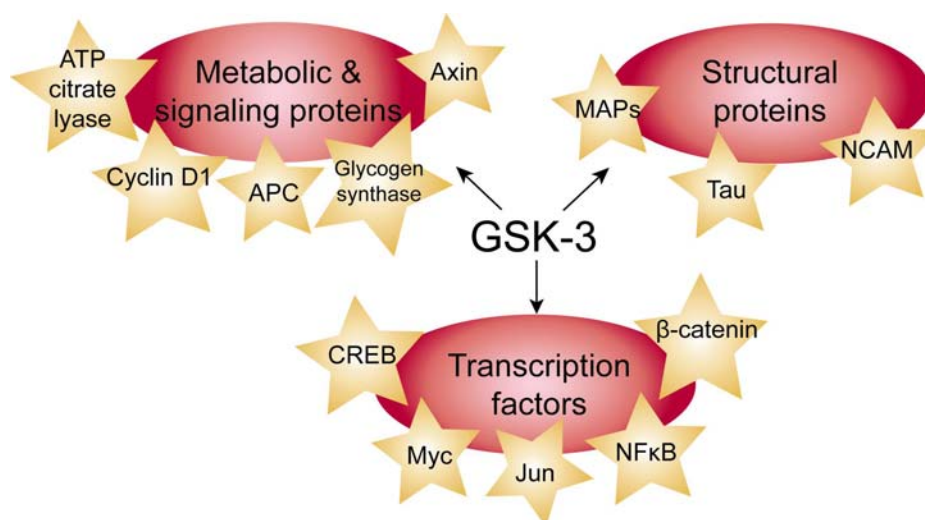 ATP
citrate
lyase
Metabolic &
signaling proteins
Axin
Cyclin D1
APC
Glycogen
synthase
Structural
proteins
MAPs
Tau
NCAM
GSK-3
Transcription
factors
CREB
β-catenin
Myc
Jun
NFκB